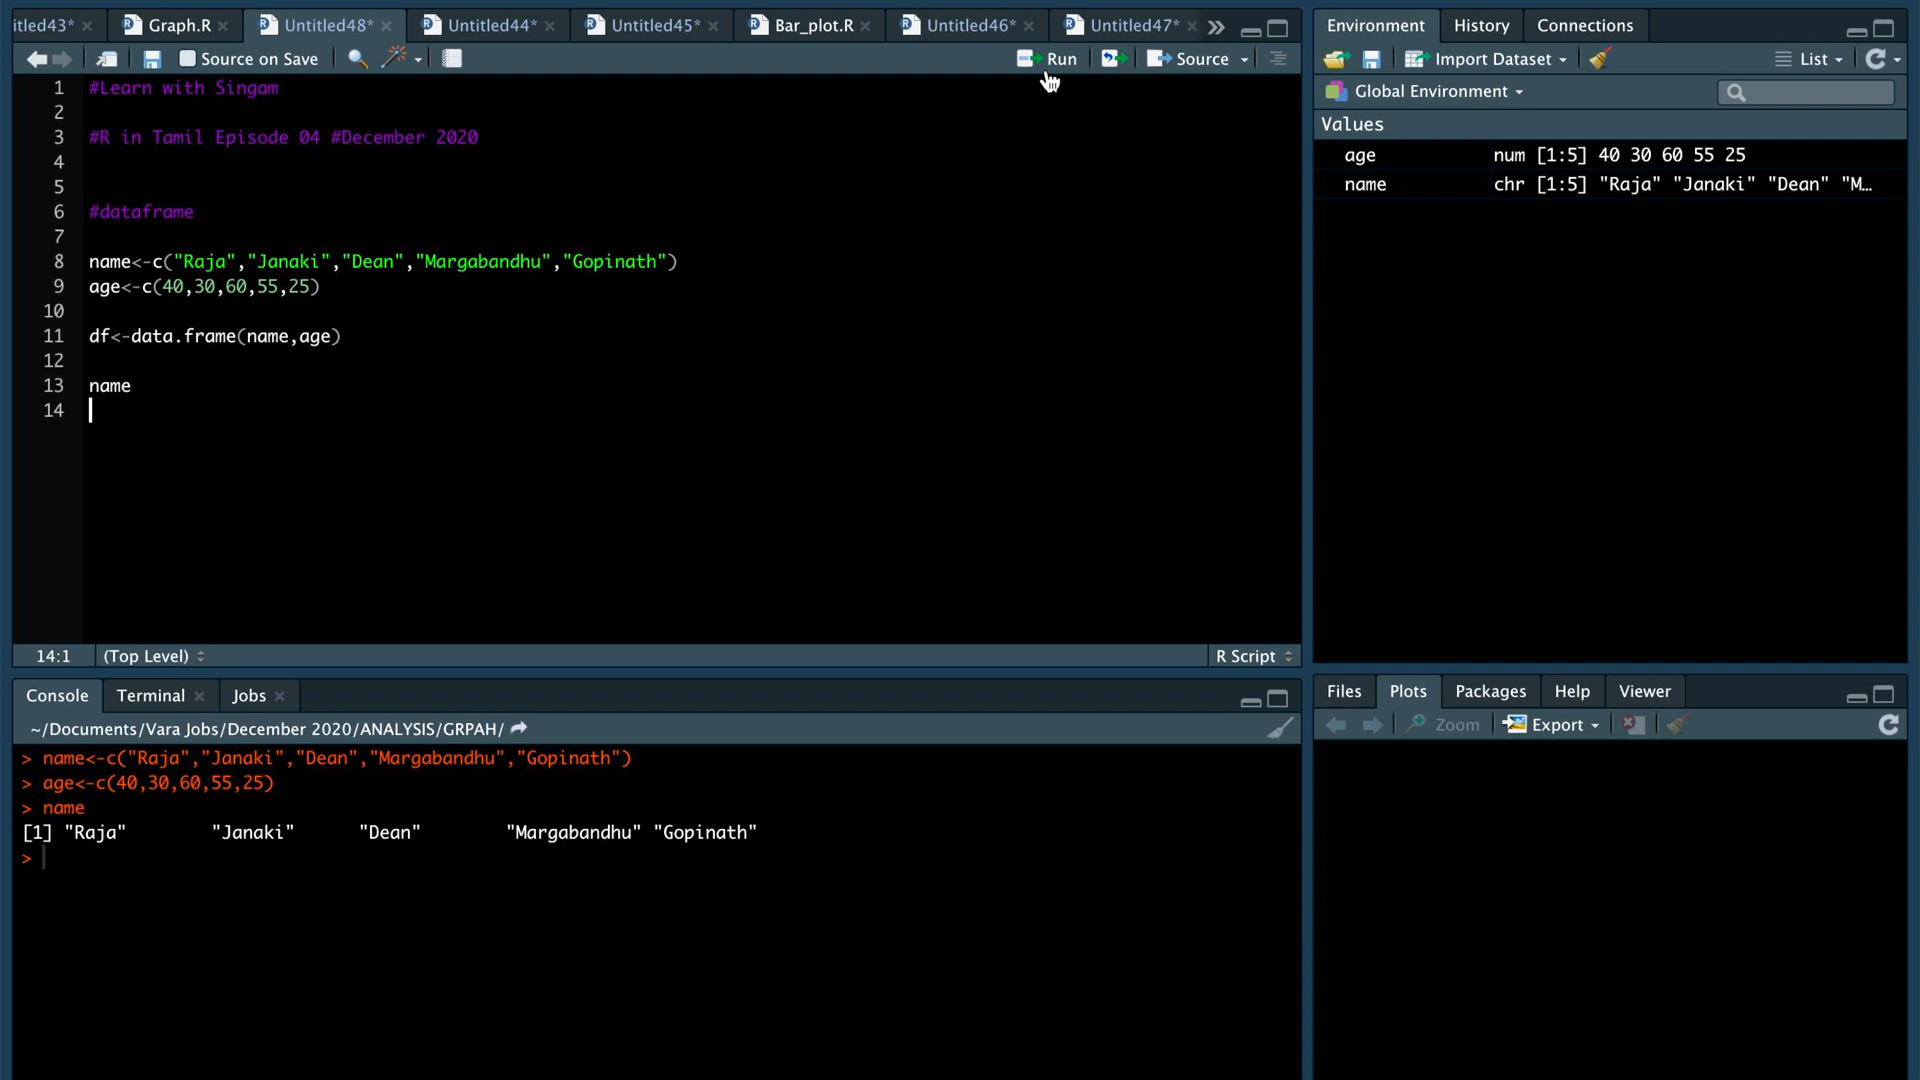 itled43* Graph.R Untitled48* Untitled44* Untitled45* Bar_plot.R Untitled46* Untitled47*
Source on Save Run Source
1 #Learn with Singam
2
3 #R in Tamil Episode 04 #December 2020
4
5
6 #dataframe
7
8 name<-c("Raja","Janaki","Dean","Margabandhu","Gopinath")
9 age<-c(40,30,60,55,25)
10
11 df<-data.frame(name,age)
12
13 name
14
14:1 (Top Level) R Script
Console Terminal Jobs
~/Documents/Vara Jobs/December 2020/ANALYSIS/GRPAH/
> name<-c("Raja","Janaki","Dean","Margabandhu","Gopinath")
> age<-c(40,30,60,55,25)
> name
[1] "Raja" "Janaki" "Dean" "Margabandhu" "Gopinath"
>
Environment History Connections
Import Dataset List
Global Environment
Values
age num [1:5] 40 30 60 55 25
name chr [1:5] "Raja" "Janaki" "Dean" "M…
Files Plots Packages Help Viewer
Zoom Export